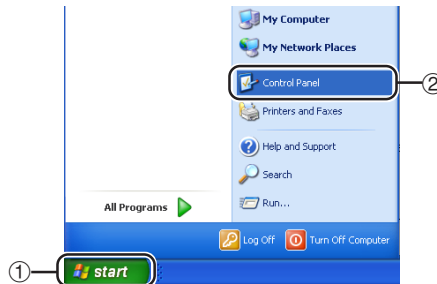 My Computer
My Network Places
Control Panel
②
Printers and Faxes
Help and Support
Search
All Programs
Run...
Log Off
Turn Off Computer
①
start